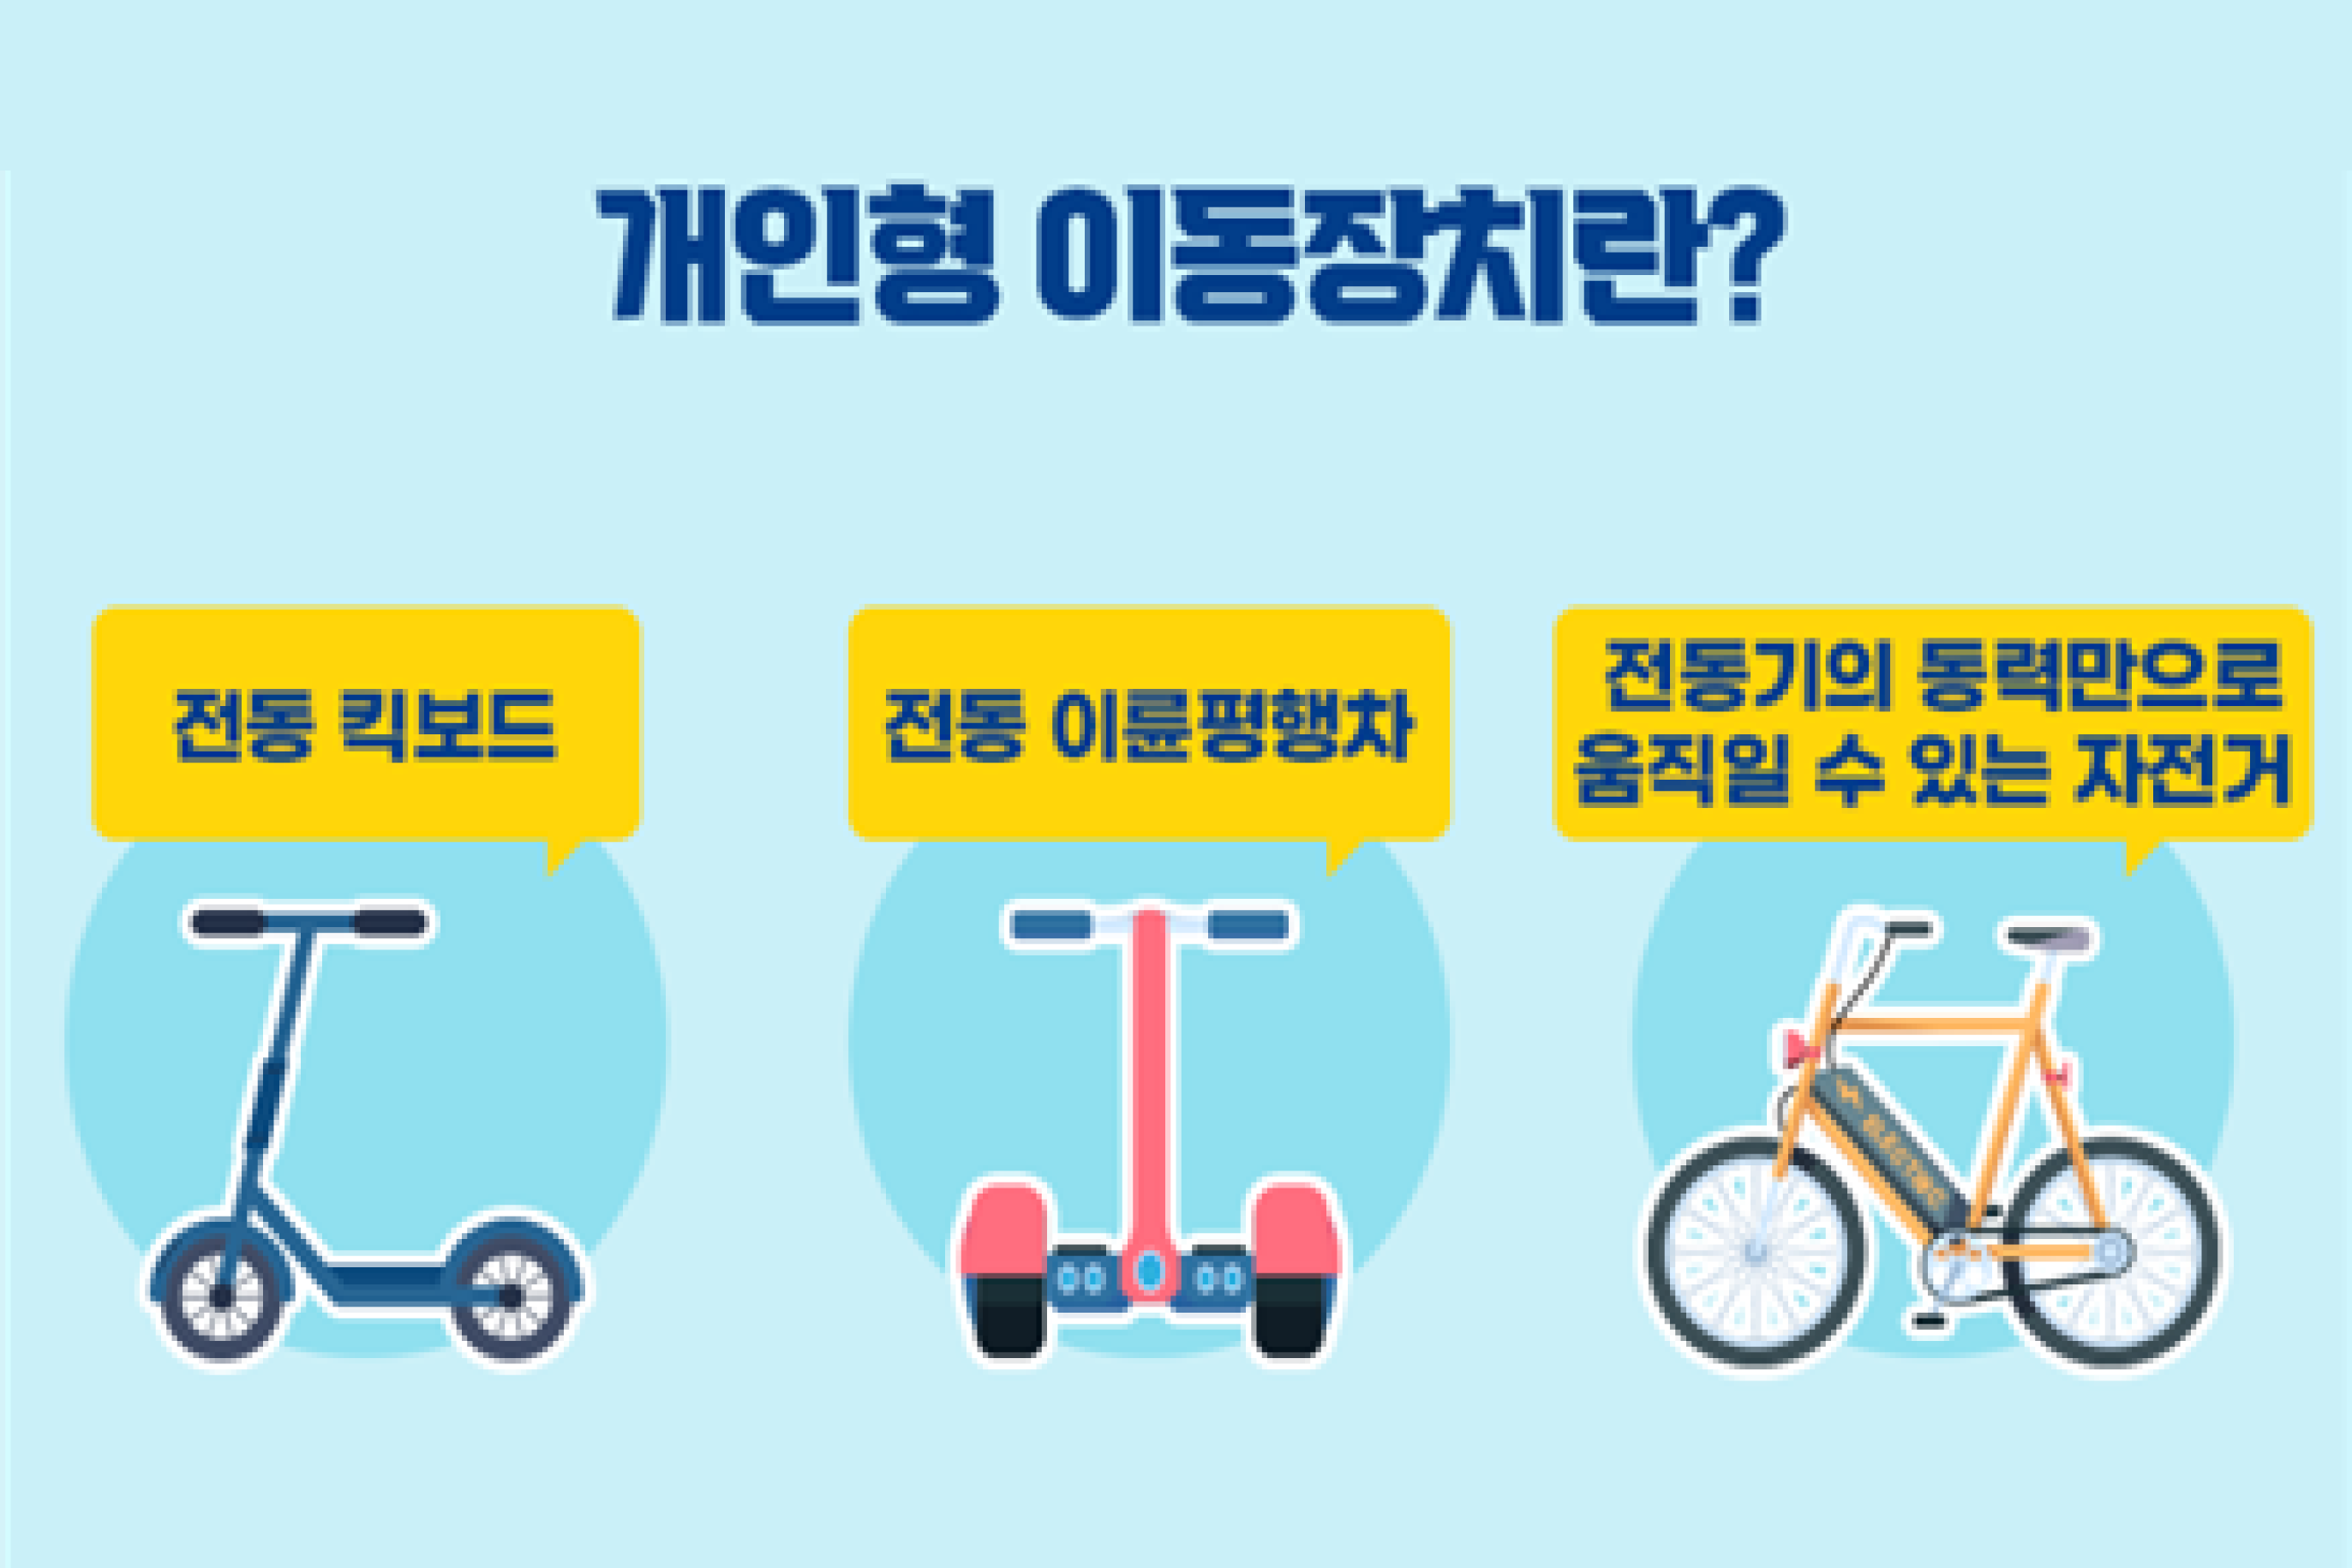 개인형 이동장치란?
전동 킥보드
전동 이륜평행차
전동기의 동력만으로
움직일 수 있는 자전거